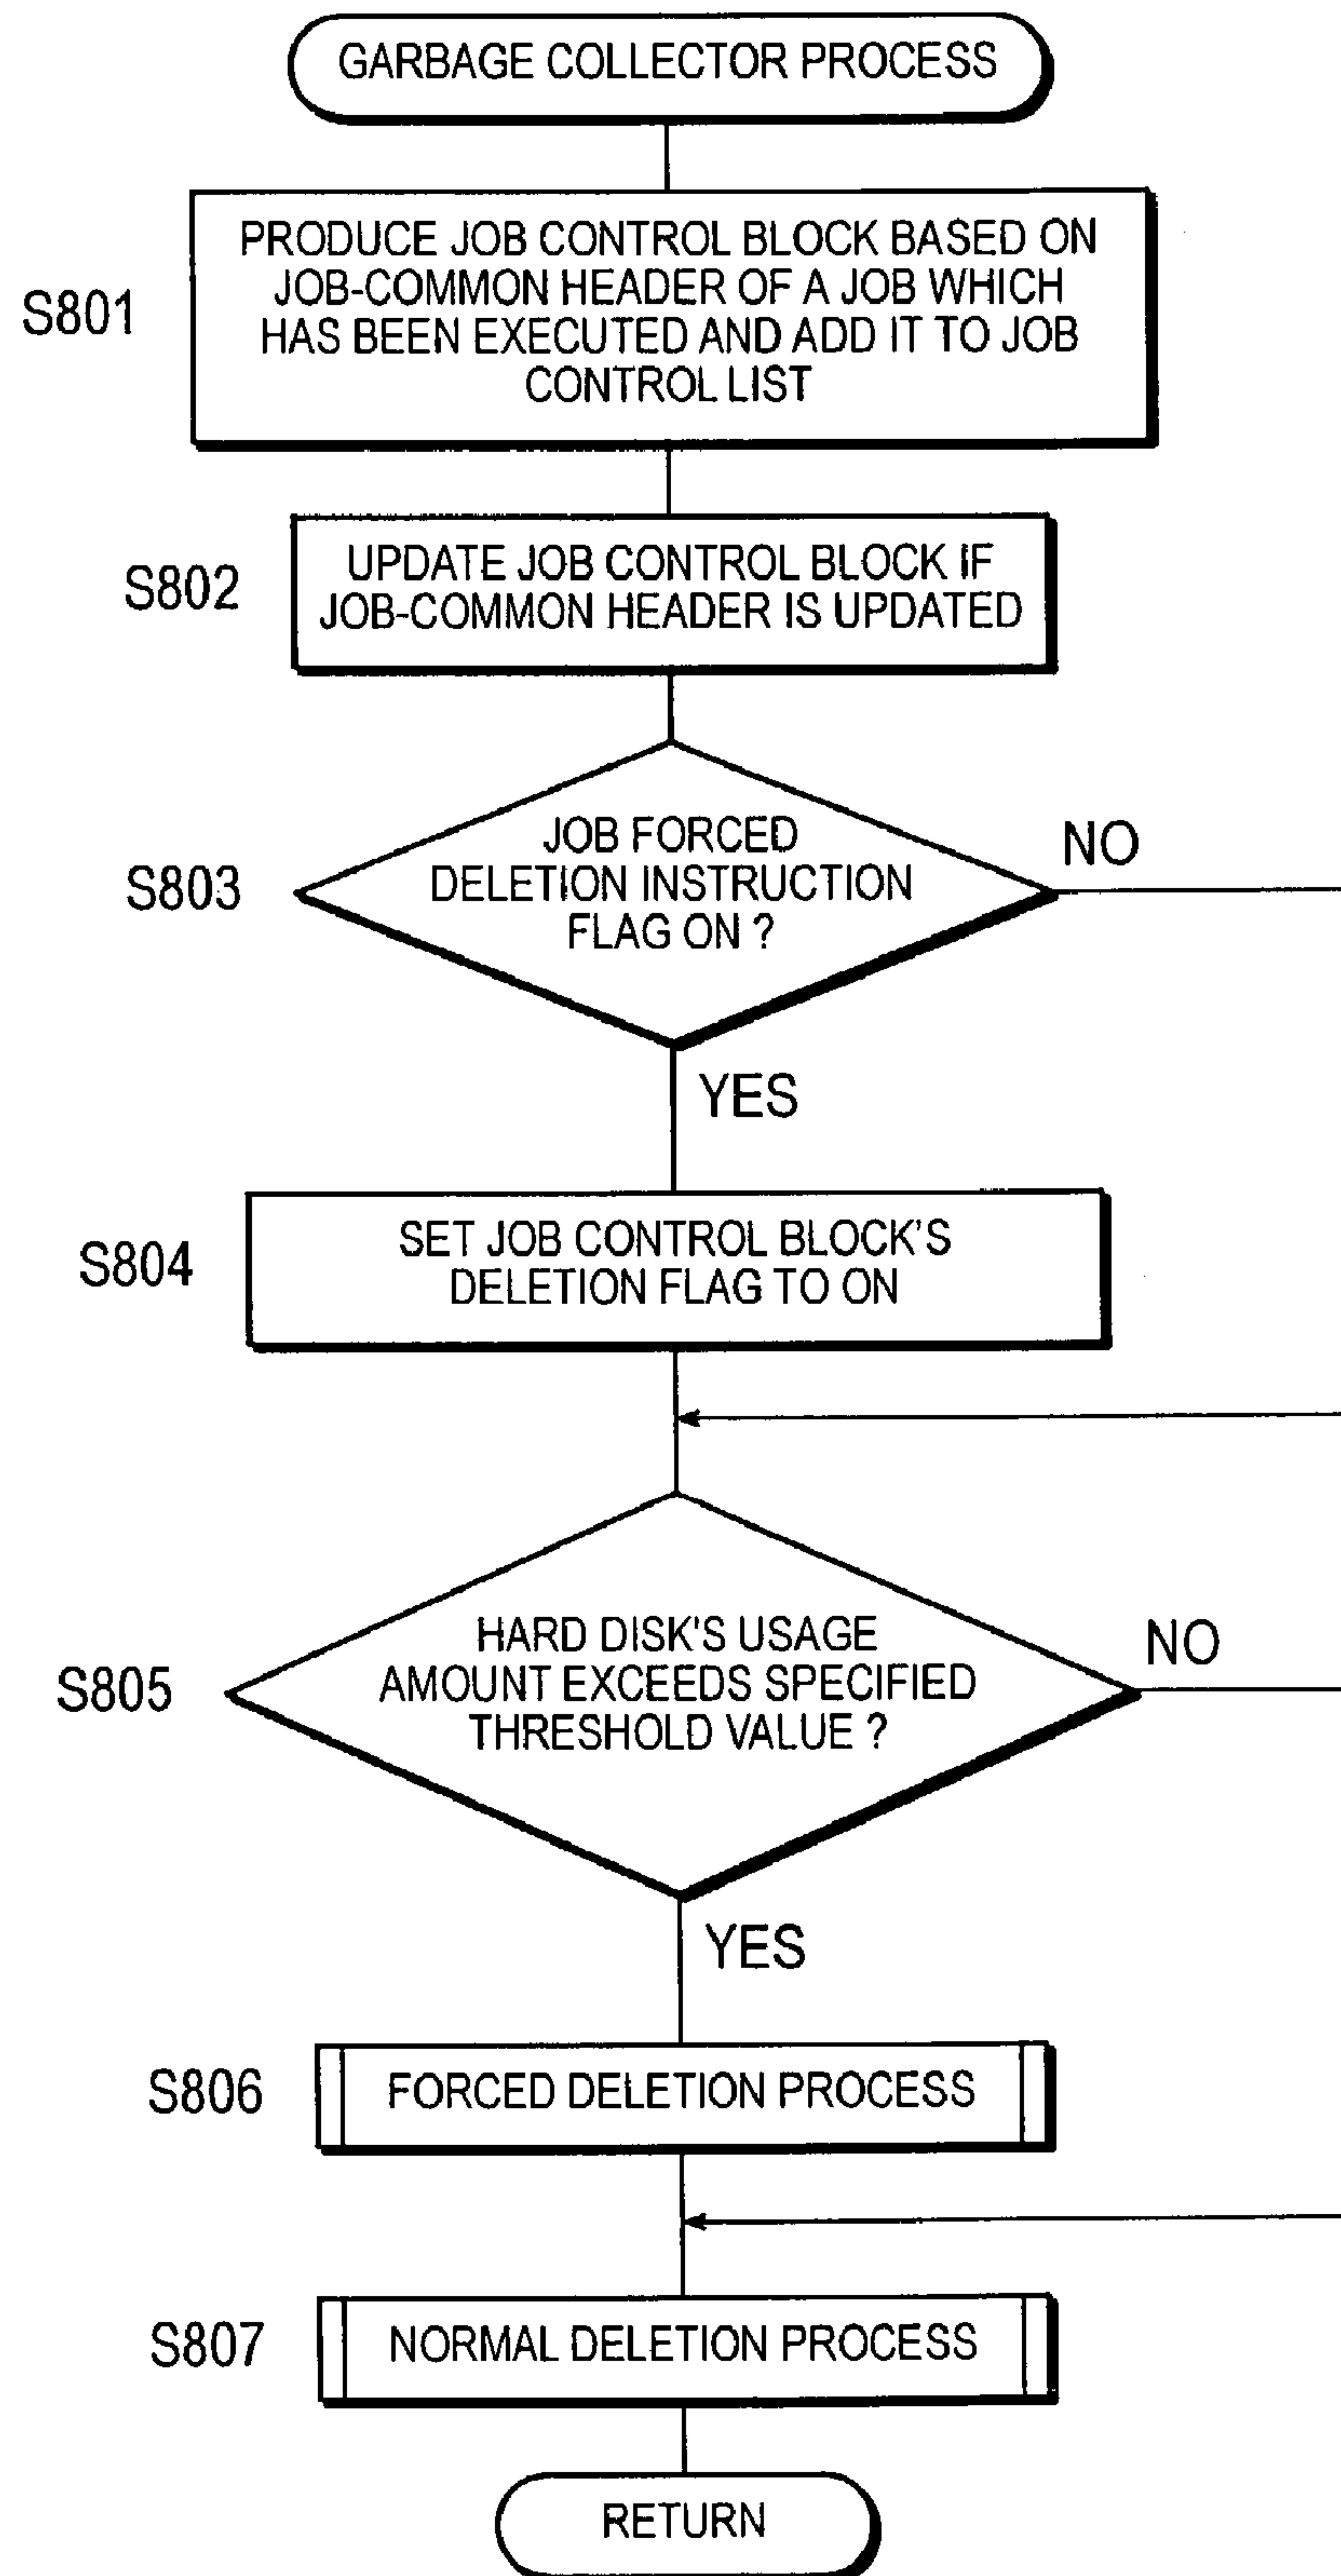 GARBAGE COLLECTOR PROCESS
S801
PRODUCE JOB CONTROL BLOCK BASED ON
JOB-COMMON HEADER OF A JOB WHICH
HAS BEEN EXECUTED AND ADD IT TO JOB
CONTROL LIST
S802
UPDATE JOB CONTROL BLOCK IF
JOB-COMMON HEADER IS UPDATED
S803
JOB FORCED
DELETION INSTRUCTION
FLAG ON ?
NO
YES
S804
SET JOB CONTROL BLOCK'S
DELETION FLAG TO ON
S805
HARD DISK'S USAGE
AMOUNT EXCEEDS SPECIFIED
THRESHOLD VALUE ?
NO
YES
S806
FORCED DELETION PROCESS
S807
NORMAL DELETION PROCESS
RETURN